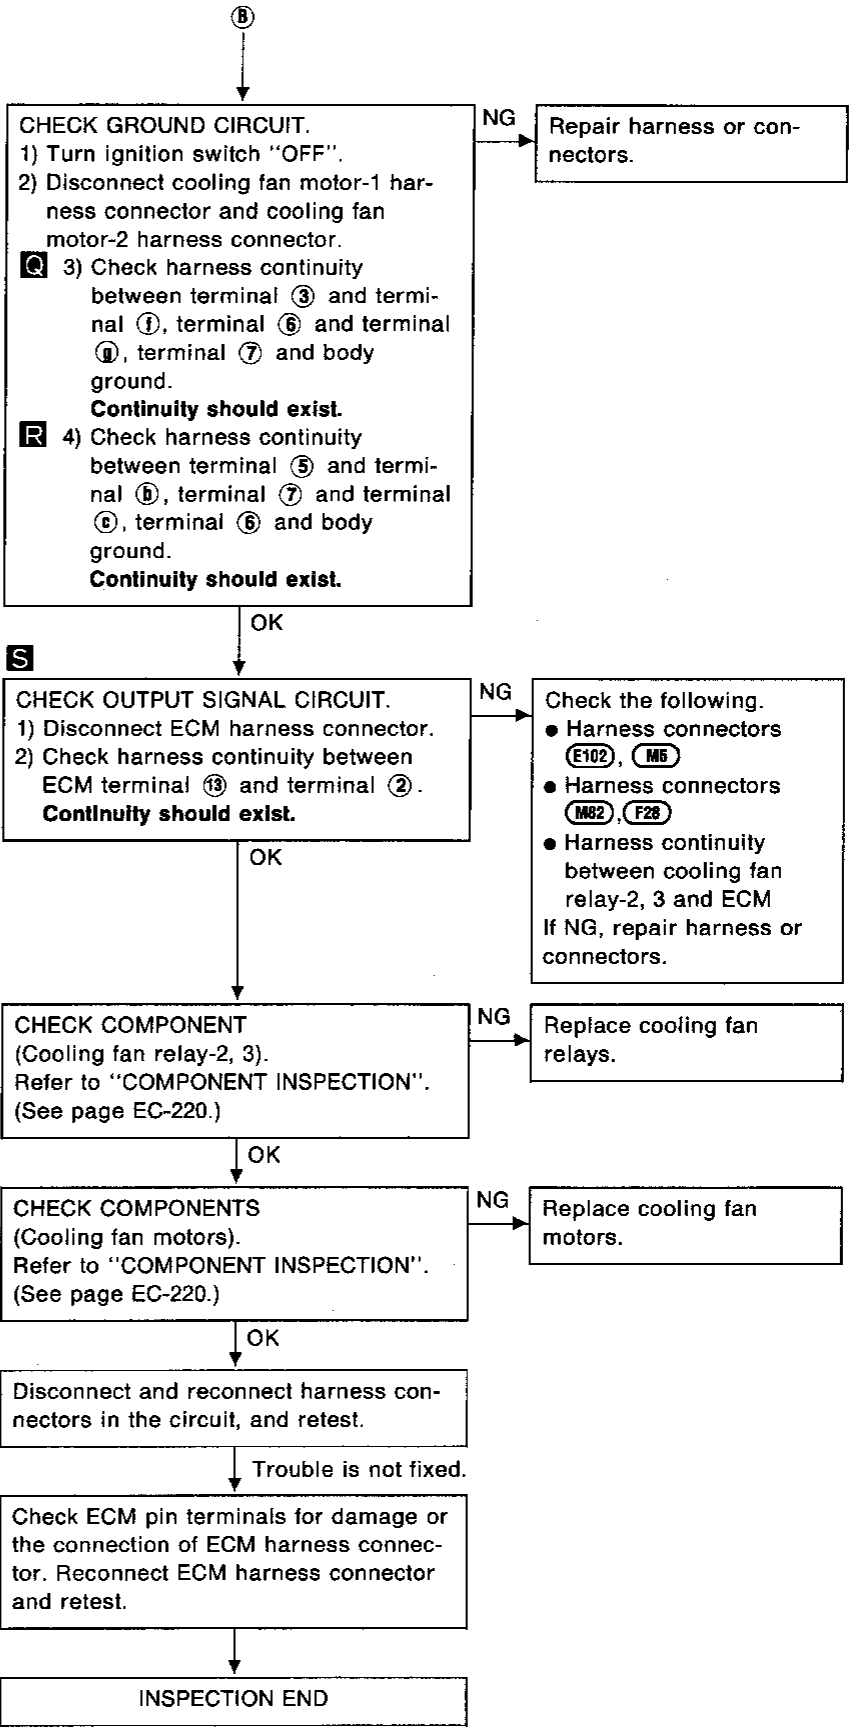 Ⓑ
CHECK GROUND CIRCUIT.
1) Turn ignition switch "OFF".
2) Disconnect cooling fan motor-1 har-
ness connector and cooling fan
motor-2 harness connector.
Q 3) Check harness continuity
between terminal ③ and termi-
nal ⓕ, terminal ⑥ and terminal
ⓖ, terminal ⑦ and body
ground.
Continuity should exist.
R 4) Check harness continuity
between terminal ⑤ and termi-
nal ⓑ, terminal ⑦ and terminal
ⓒ, terminal ⑥ and body
ground.
Continuity should exist.
NG
Repair harness or con-
nectors.
OK
S
CHECK OUTPUT SIGNAL CIRCUIT.
1) Disconnect ECM harness connector.
2) Check harness continuity between
ECM terminal ⑬ and terminal ②.
Continuity should exist.
NG
Check the following.
● Harness connectors
E102, M5
● Harness connectors
M82, F28
● Harness continuity
between cooling fan
relay-2, 3 and ECM
If NG, repair harness or
connectors.
OK
CHECK COMPONENT
(Cooling fan relay-2, 3).
Refer to "COMPONENT INSPECTION".
(See page EC-220.)
NG
Replace cooling fan
relays.
OK
CHECK COMPONENTS
(Cooling fan motors).
Refer to "COMPONENT INSPECTION".
(See page EC-220.)
NG
Replace cooling fan
motors.
OK
Disconnect and reconnect harness con-
nectors in the circuit, and retest.
Trouble is not fixed.
Check ECM pin terminals for damage or
the connection of ECM harness connec-
tor. Reconnect ECM harness connector
and retest.
INSPECTION END